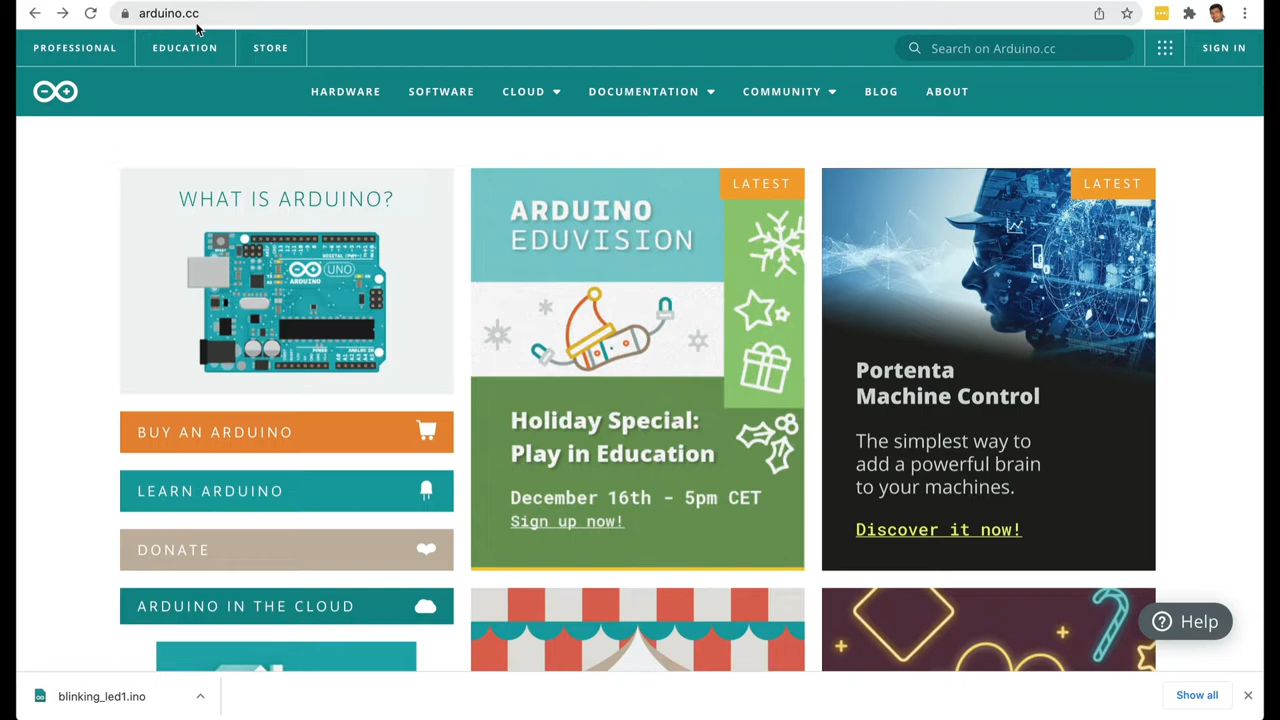 arduino.cc
PROFESSIONAL
EDUCATION
STORE
Search on Arduino.cc
SIGN IN
HARDWARE
SOFTWARE
CLOUD
DOCUMENTATION
COMMUNITY
BLOG
ABOUT
WHAT IS ARDUINO?
UNO
ARDUINO
BUY AN ARDUINO
LEARN ARDUINO
DONATE
ARDUINO IN THE CLOUD
LATEST
ARDUINO
EDUVISION
Holiday Special:
Play in Education
December 16th - 5pm CET
Sign up now!
LATEST
Portenta
Machine Control
The simplest way to
add a powerful brain
to your machines.
Discover it now!
Help
blinking_led1.ino
Show all